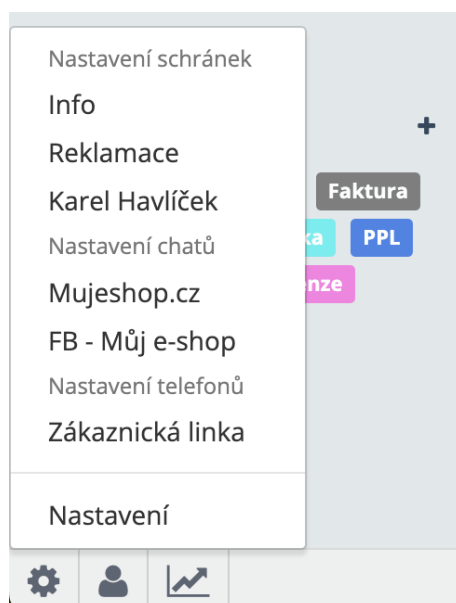 Nastavení schránek
Info
Reklamace
Karel Havlíček
Nastavení chatů
Mujeshop.cz
FB - Můj e-shop
Nastavení telefonů
Zákaznická linka
Nastavení
Faktura
PPL